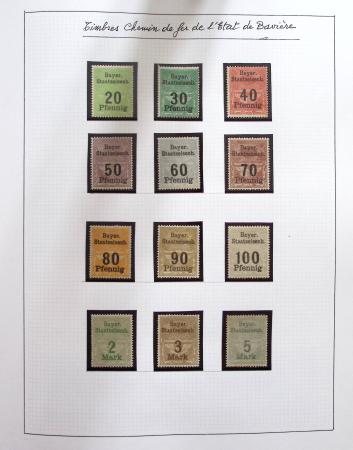 Timbres Chemin de fer de l'Etat de Bavière
Bayer. Staatseisenb. 20 Pfennig
Bayer. Staatseisenb. 30 Pfennig
Bayer. Staatseisenb. 40 Pfennig
Bayer. Staatseisenb. 50 Pfennig
Bayer. Staatseisenb. 60 Pfennig
Bayer. Staatseisenb. 70 Pfennig
Bayer. Staatseisenb. 80 Pfennig
Bayer. Staatseisenb. 90 Pfennig
Bayer. Staatseisenb. 100 Pfennig
Bayer. Staatseisenb. 2 Mark
Bayer. Staatseisenb. 3 Mark
Bayer. Staatseisenb. 5 Mark